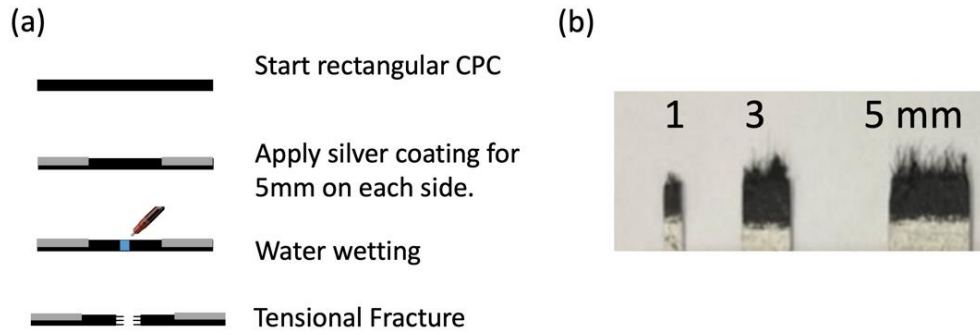 (a)
Start rectangular CPC
Apply silver coating for
5mm on each side.
Water wetting
Tensional Fracture
(b)
1 3 5 mm